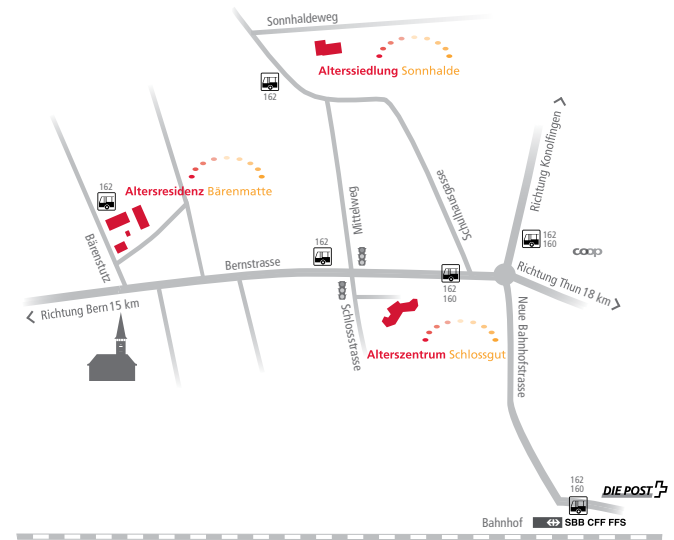 Sonnhaldeweg
Alterssiedlung Sonnhalde
162
Richtung Konolfingen
162
Altersresidenz Bärenmatte
Mittelweg
Schulhausgasse
Bärenstutz
162
160
coop
162
Bernstrasse
Richtung Thun 18 km
162
160
Richtung Bern 15 km
Schlossstrasse
Neue Bahnhofstrasse
Alterszentrum Schlossgut
162
160
DIE POST
Bahnhof
SBB CFF FFS